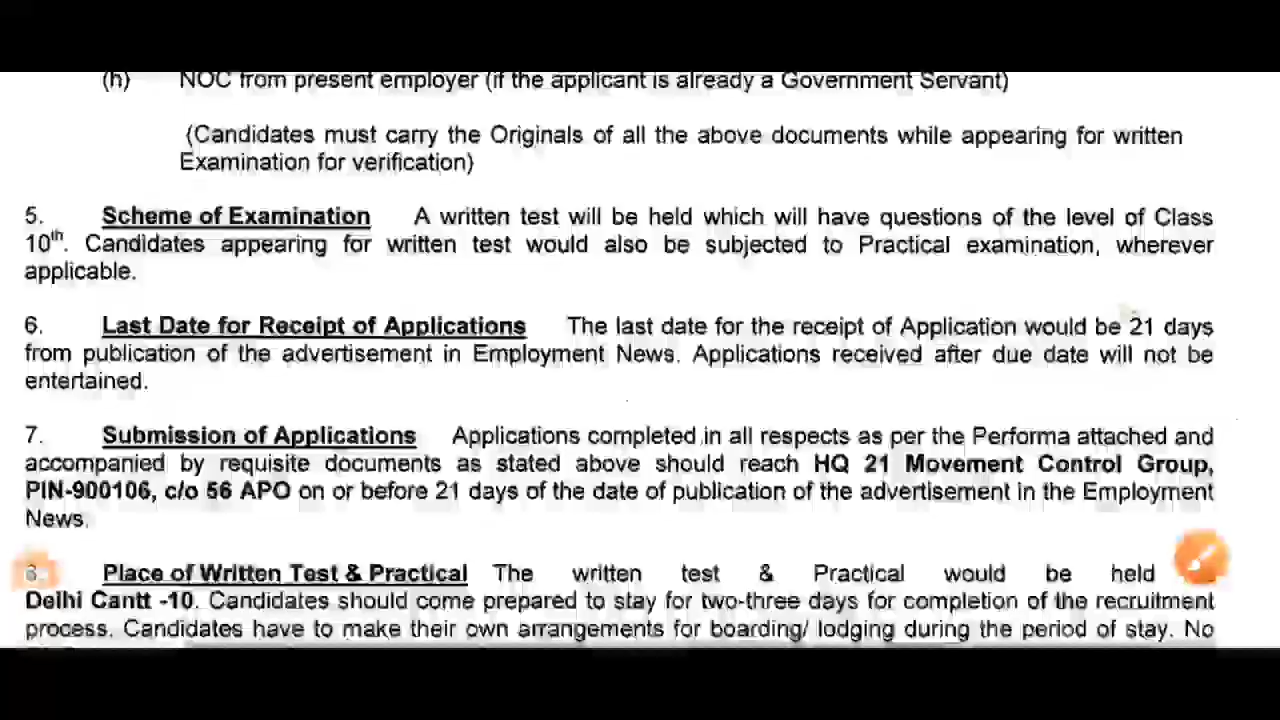 (h) NOC from present employer (if the applicant is already a Government Servant)
(Candidates must carry the Originals of all the above documents while appearing for written
Examination for verification)
5. Scheme of Examination A written test will be held which will have questions of the level of Class
10th. Candidates appearing for written test would also be subjected to Practical examination, wherever
applicable.
6. Last Date for Receipt of Applications The last date for the receipt of Application would be 21 days
from publication of the advertisement in Employment News. Applications received after due date will not be
entertained.
7. Submission of Applications Applications completed in all respects as per the Performa attached and
accompanied by requisite documents as stated above should reach HQ 21 Movement Control Group,
PIN-900106, c/o 56 APO on or before 21 days of the date of publication of the advertisement in the Employment
News.
8. Place of Written Test & Practical The written test & Practical would be held
Delhi Cantt -10. Candidates should come prepared to stay for two-three days for completion of the recruitment
process. Candidates have to make their own arrangements for boarding/ lodging during the period of stay. No